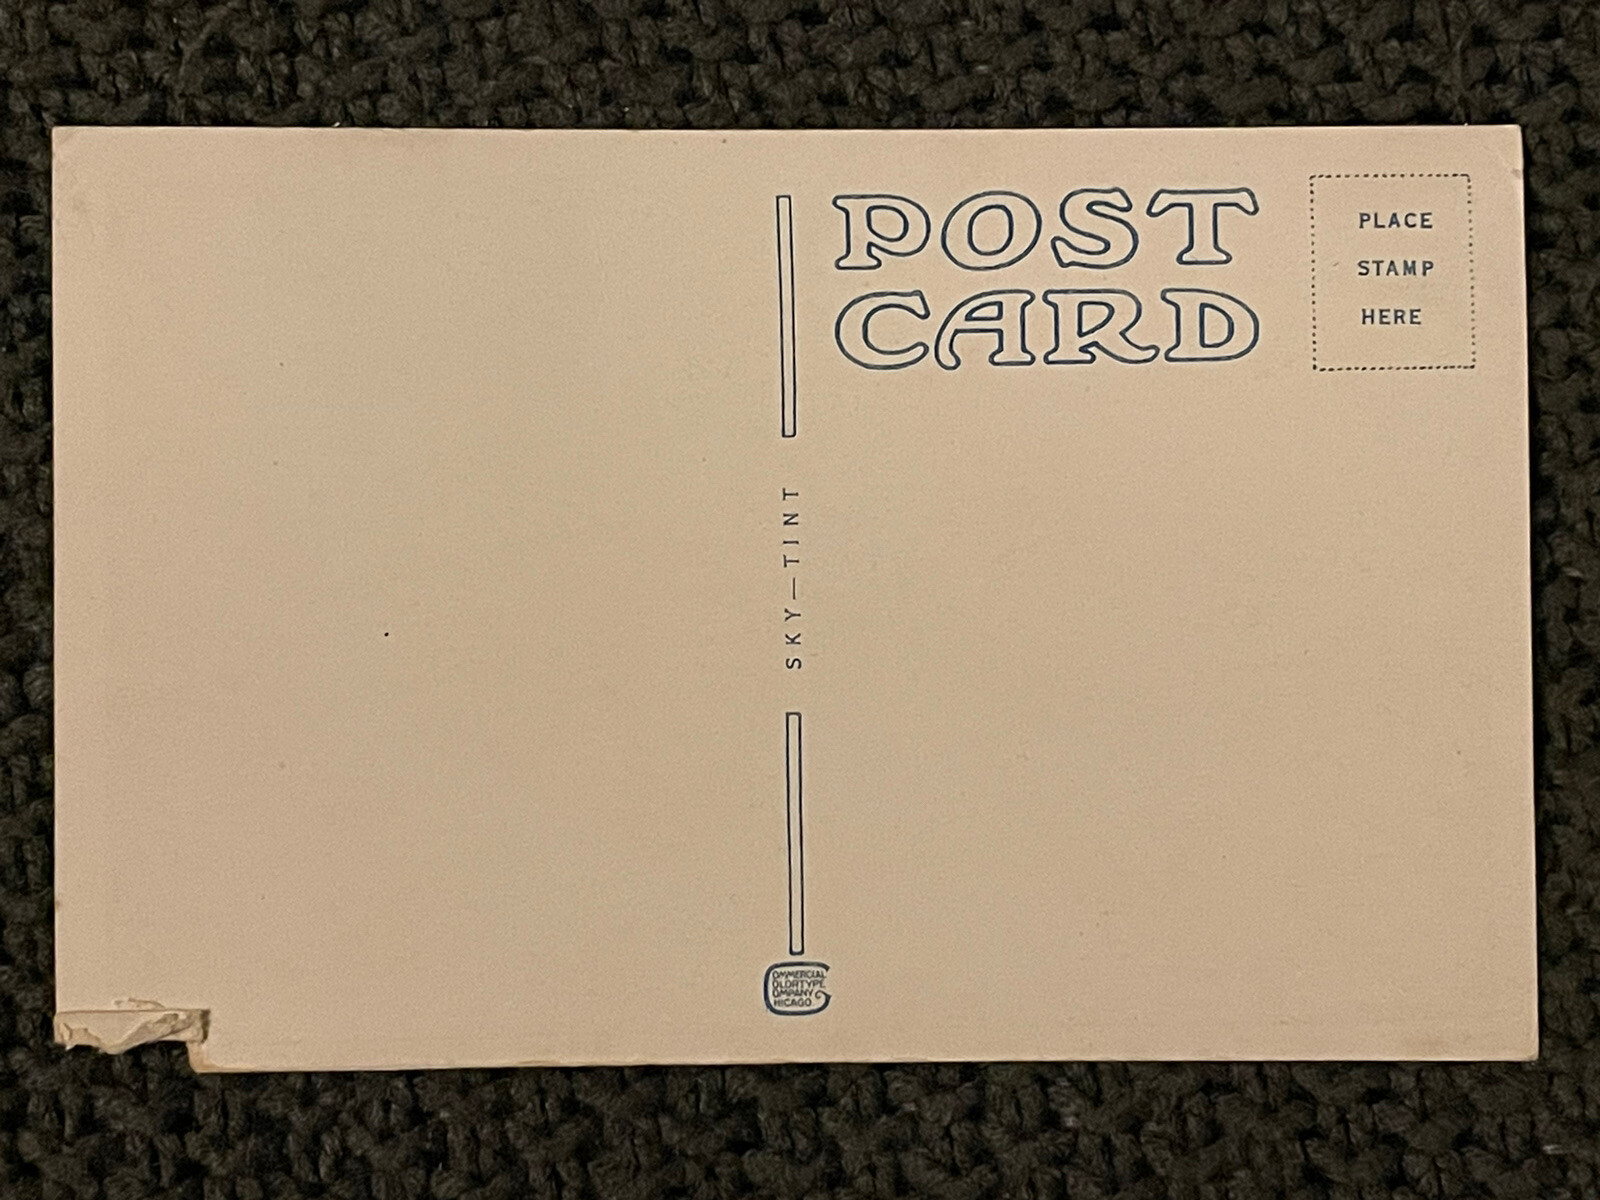 POST
CARD
PLACE
STAMP
HERE
SKY—TINT
COMMERCIAL
COLORTYPE
COMPANY
CHICAGO